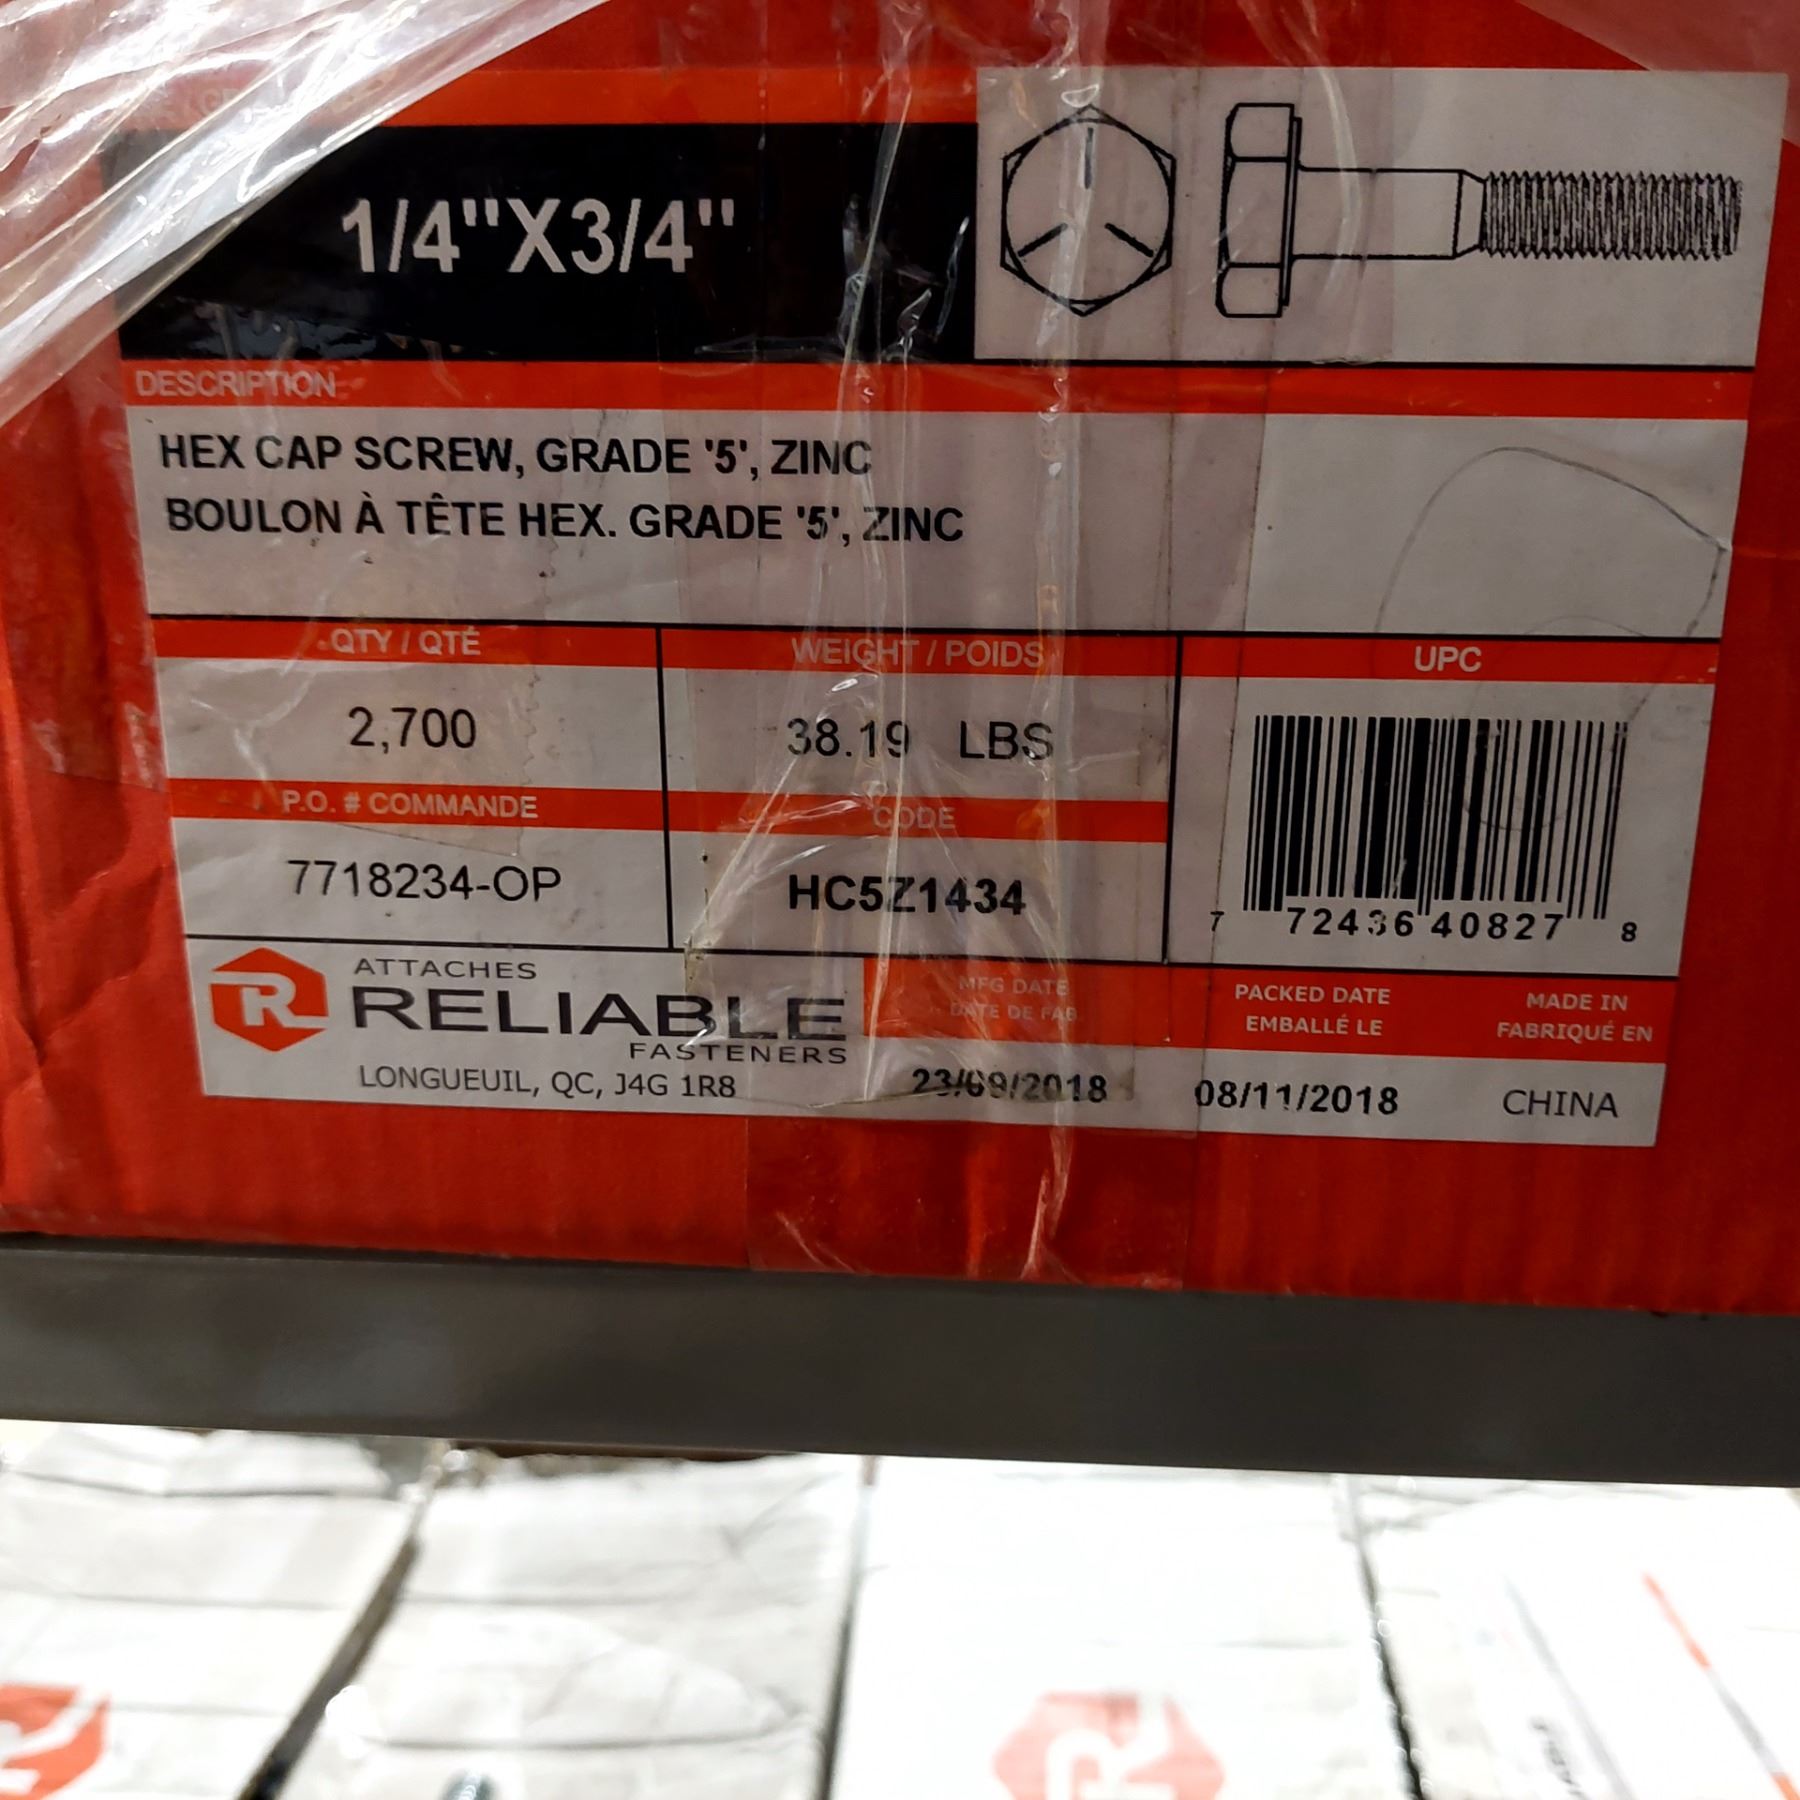 1/4"X3/4"
DESCRIPTION
HEX CAP SCREW, GRADE '5', ZINC
BOULON À TÊTE HEX. GRADE '5', ZINC
QTY / QTÉ
2,700
WEIGHT / POIDS
38.19 LBS
UPC
7 72436 40827 8
P.O. # COMMANDE
7718234-OP
CODE
HC5Z1434
R
ATTACHES
RELIABLE
FASTENERS
LONGUEUIL, QC, J4G 1R8
MFG DATE
DATE DE FAB.
23/09/2018
PACKED DATE
EMBALLÉ LE
08/11/2018
MADE IN
FABRIQUÉ EN
CHINA